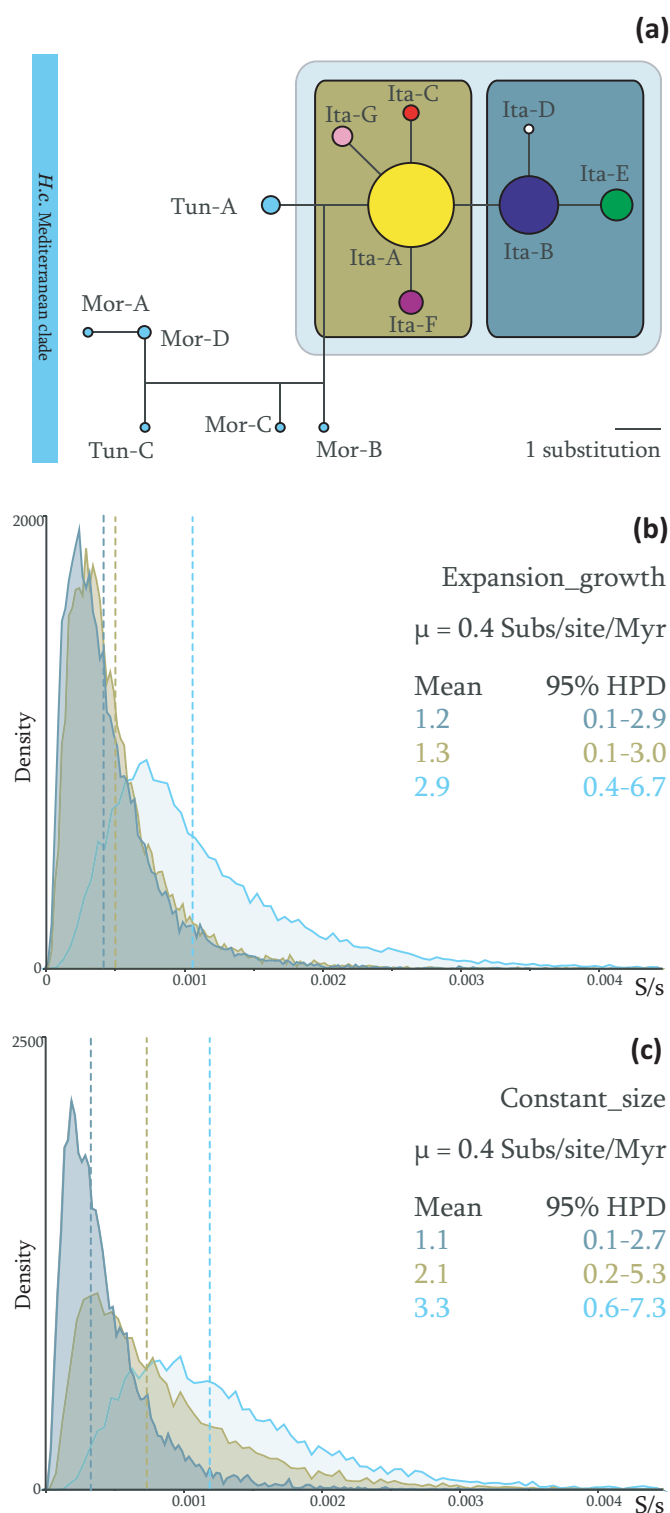 (a)
H.c. Mediterranean clade
Ita-C
Ita-G
Ita-D
Ita-E
Tun-A
Ita-A
Ita-B
Ita-F
Mor-A
Mor-D
Mor-C
Tun-C
Mor-B
1 substitution
2000
(b)
Expansion_growth
μ = 0.4 Subs/site/Myr
Mean 95% HPD
1.2 0.1-2.9
1.3 0.1-3.0
2.9 0.4-6.7
Density
0
0 0.001 0.002 0.003 0.004
S/s
2500
(c)
Constant_size
μ = 0.4 Subs/site/Myr
Mean 95% HPD
1.1 0.1-2.7
2.1 0.2-5.3
3.3 0.6-7.3
Density
0
0.001 0.002 0.003 0.004
S/s